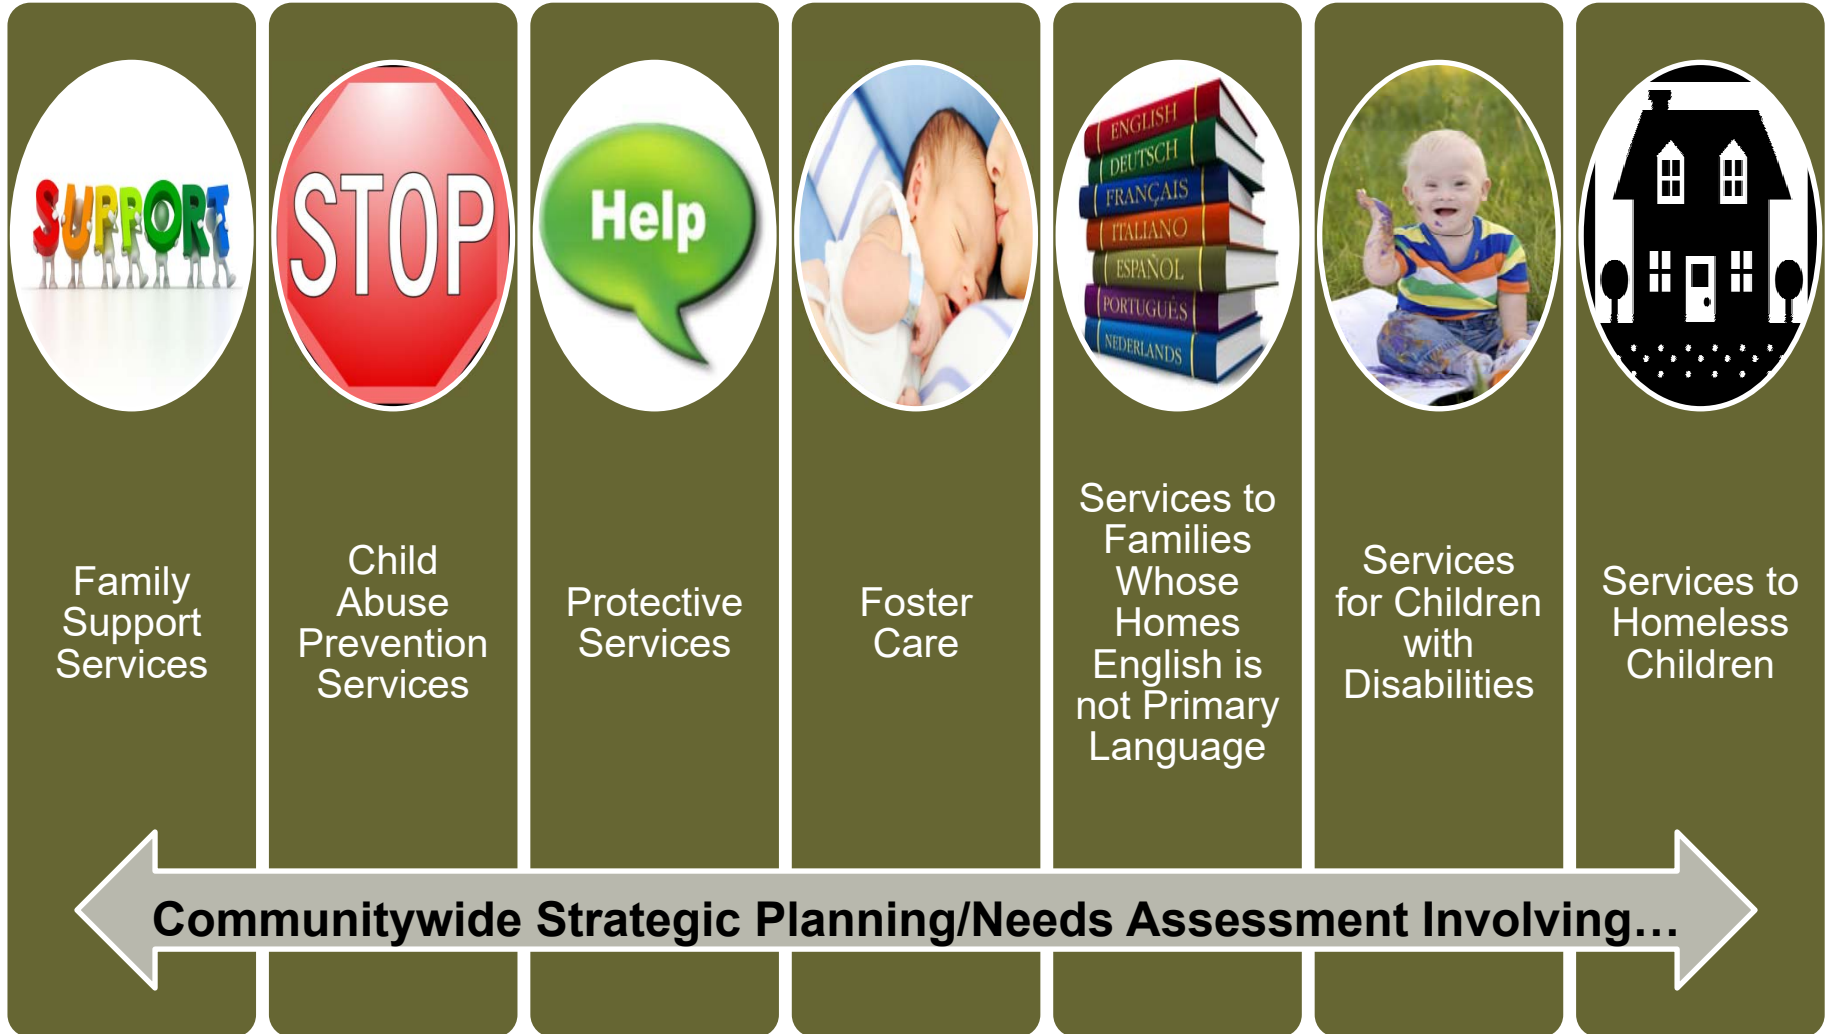 SUPPORT
STOP
Help
ENGLISH
DEUTSCH
FRANÇAIS
ITALIANO
ESPAÑOL
PORTUGUÊS
NEDERLANDS
Family
Support
Services
Child
Abuse
Prevention
Services
Protective
Services
Foster
Care
Services to
Families
Whose
Homes
English is
not Primary
Language
Services
for Children
with
Disabilities
Services to
Homeless
Children
Communitywide Strategic Planning/Needs Assessment Involving…